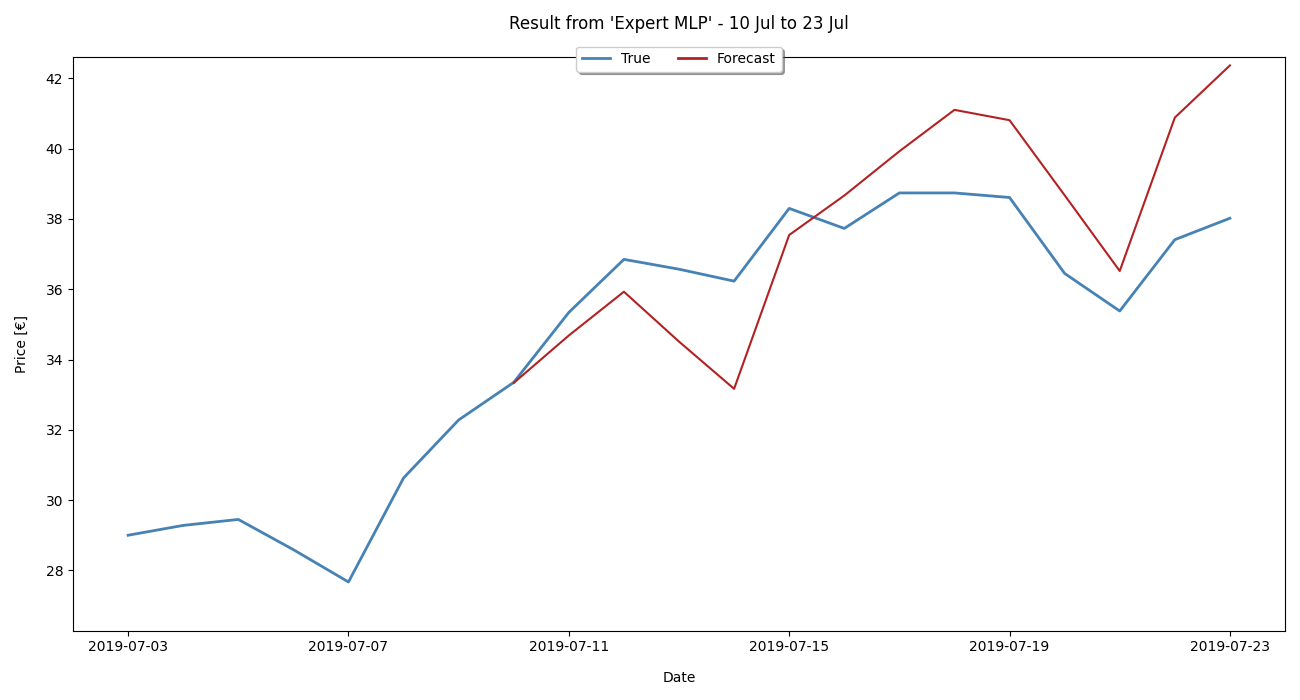 Result from 'Expert MLP' - 10 Jul to 23 Jul
True Forecast
42
40
38
36
34
32
30
28
Price [€]
2019-07-03 2019-07-07 2019-07-11 2019-07-15 2019-07-19 2019-07-23
Date